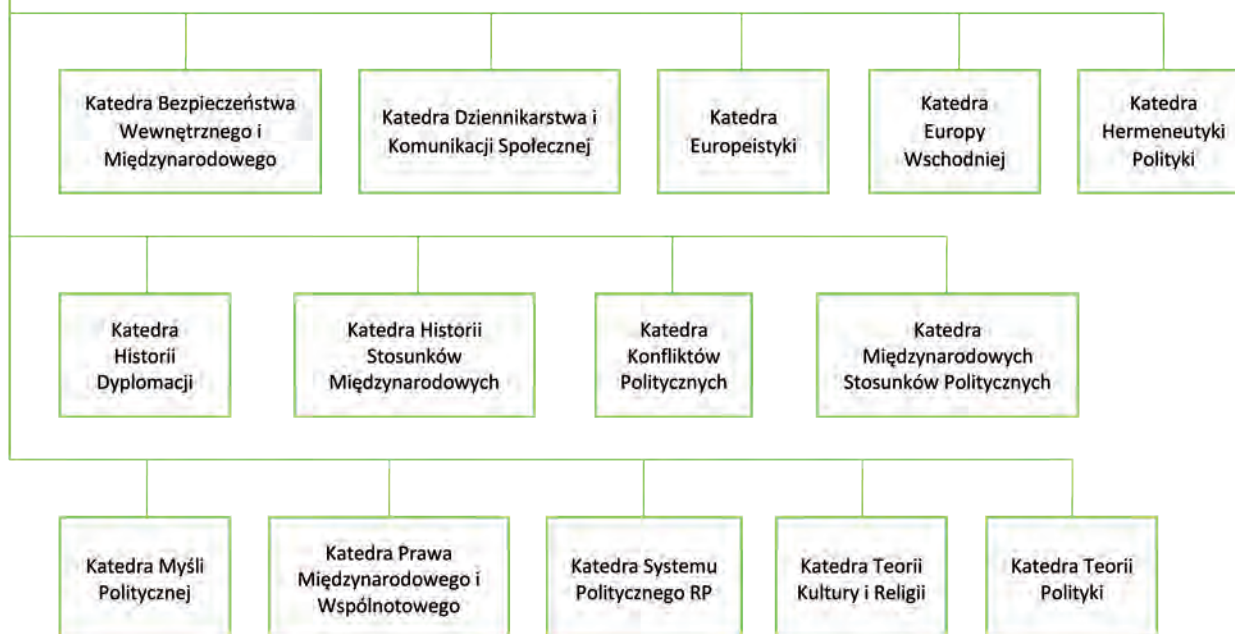 Katedra Bezpieczeństwa
Wewnętrznego i
Międzynarodowego
Katedra Dziennikarstwa i
Komunikacji Społecznej
Katedra
Europeistyki
Katedra
Europy
Wschodniej
Katedra
Hermeneutyki
Polityki
Katedra
Historii
Dyplomacji
Katedra Historii
Stosunków
Międzynarodowych
Katedra
Konfliktów
Politycznych
Katedra
Międzynarodowych
Stosunków Politycznych
Katedra Myśli
Politycznej
Katedra Prawa
Międzynarodowego i
Wspólnotowego
Katedra Systemu
Politycznego RP
Katedra Teorii
Kultury i Religii
Katedra Teorii
Polityki